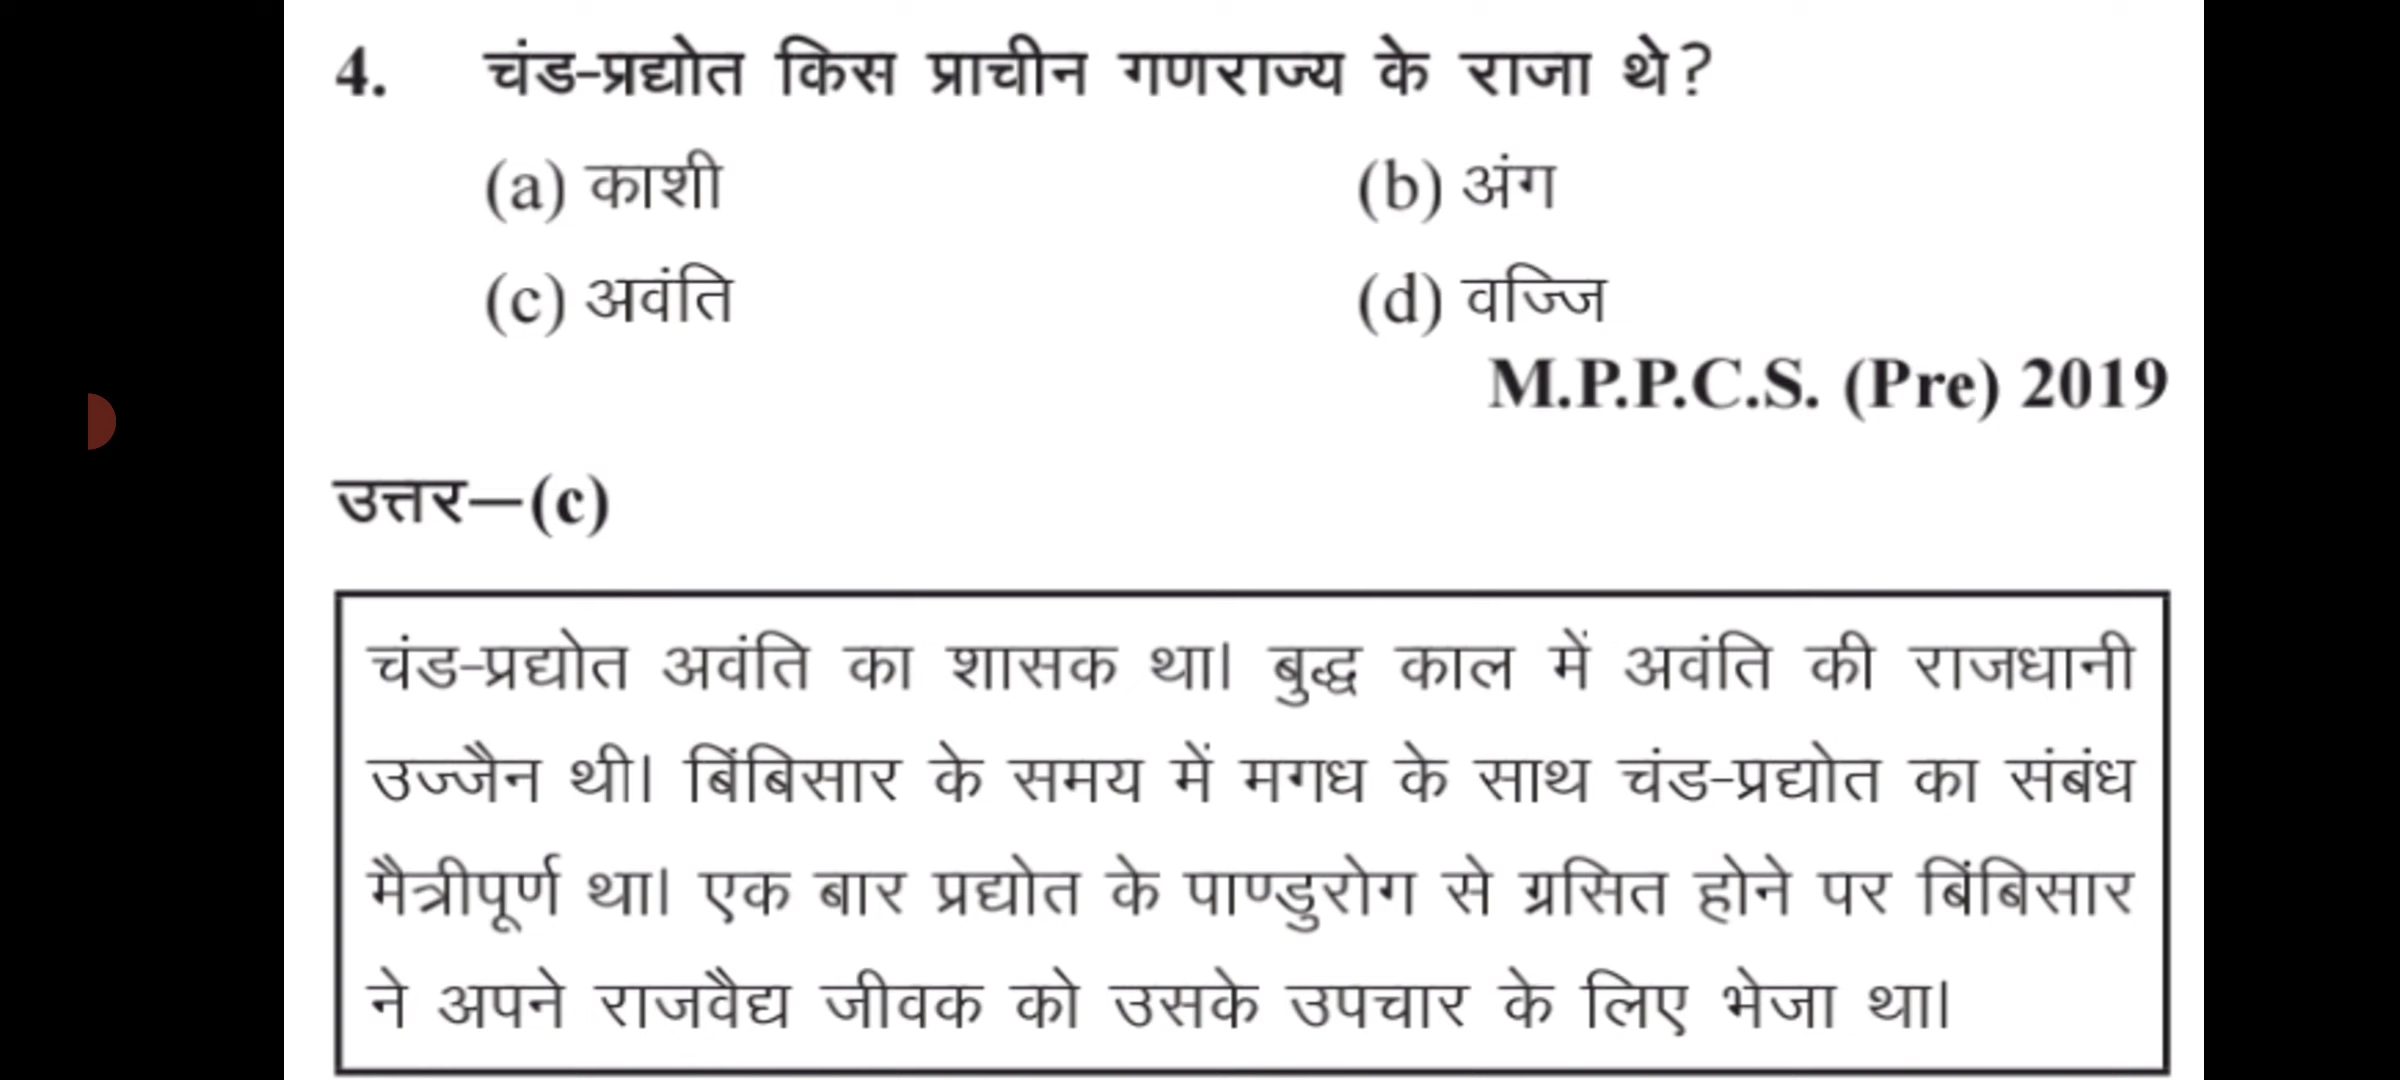 4. चंड-प्रद्योत किस प्राचीन गणराज्य के राजा थे?
(a) काशी (b) अंग
(c) अवंति (d) वज्जि
M.P.P.C.S. (Pre) 2019
उत्तर—(c)
चंड-प्रद्योत अवंति का शासक था। बुद्ध काल में अवंति की राजधानी
उज्जैन थी। बिंबिसार के समय में मगध के साथ चंड-प्रद्योत का संबंध
मैत्रीपूर्ण था। एक बार प्रद्योत के पाण्डुरोग से ग्रसित होने पर बिंबिसार
ने अपने राजवैद्य जीवक को उसके उपचार के लिए भेजा था।